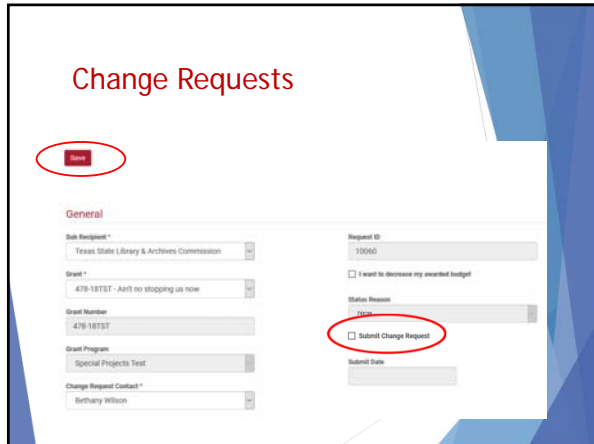 Change Requests
Save
General
Sub Recipient *
Texas State Library & Archives Commission
Grant *
478-18TST - Ain't no stopping us now
Grant Number
478-18TST
Grant Program
Special Projects Test
Change Request Contact *
Bethany Wilson
Request ID
10060
I want to decrease my awarded budget
Status Reason
New
Submit Change Request
Submit Date